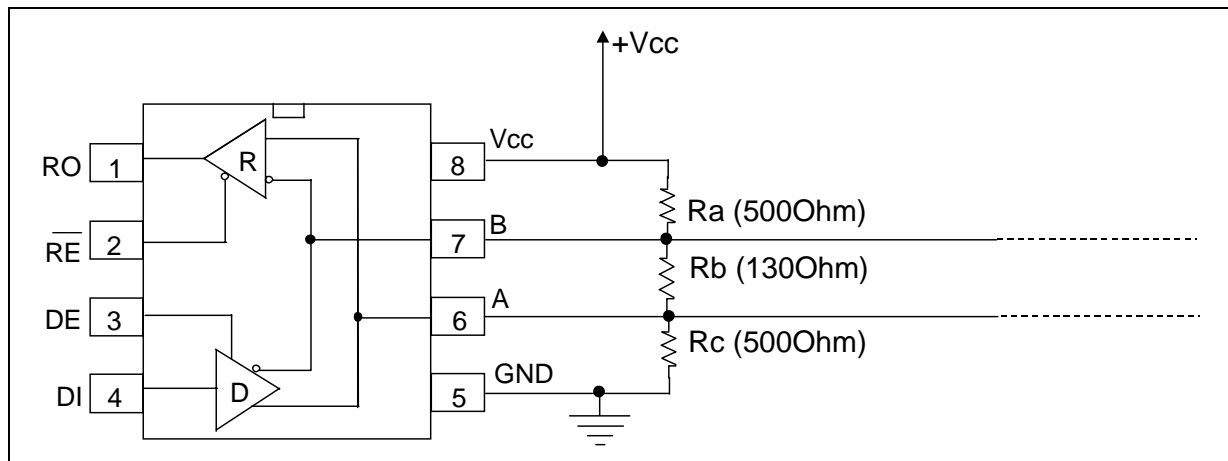 +Vcc
RO 1
R
8 Vcc
Ra (500Ohm)
RE 2
7 B
Rb (130Ohm)
DE 3
6 A
Rc (500Ohm)
DI 4
D
5 GND